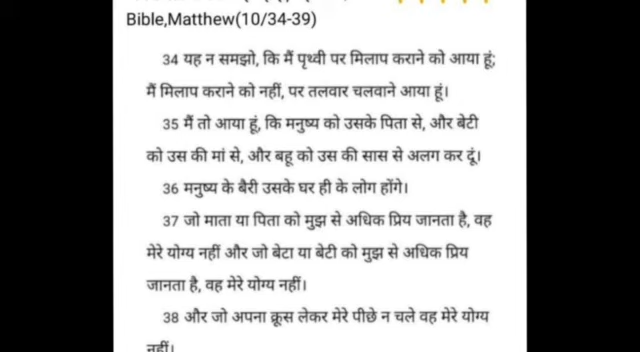 Bible,Matthew(10/34-39)
34 यह न समझो, कि मैं पृथ्वी पर मिलाप कराने को आया हूं;
मैं मिलाप कराने को नहीं, पर तलवार चलवाने आया हूं।
35 मैं तो आया हूं, कि मनुष्य को उसके पिता से, और बेटी
को उस की मां से, और बहू को उस की सास से अलग कर दूं।
36 मनुष्य के बैरी उसके घर ही के लोग होंगे।
37 जो माता या पिता को मुझ से अधिक प्रिय जानता है, वह
मेरे योग्य नहीं और जो बेटा या बेटी को मुझ से अधिक प्रिय
जानता है, वह मेरे योग्य नहीं।
38 और जो अपना क्रूस लेकर मेरे पीछे न चले वह मेरे योग्य
नहीं।